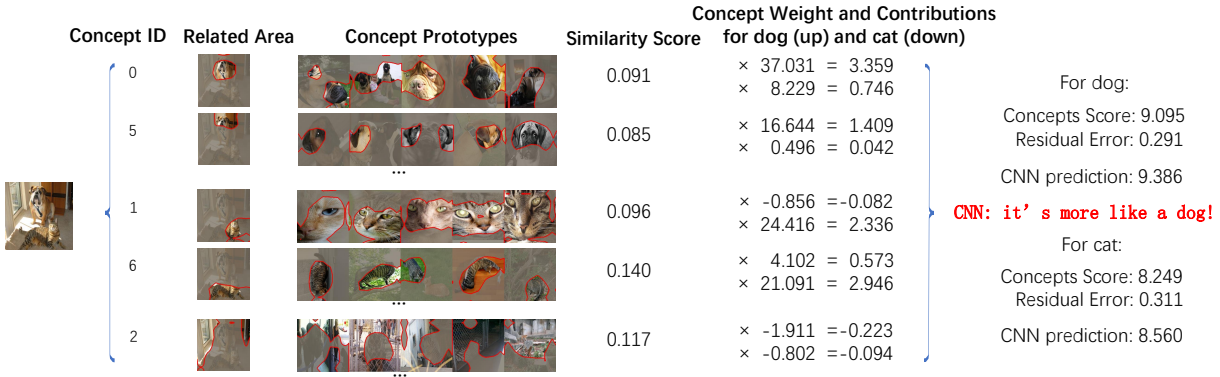 Concept ID
Related Area
Concept Prototypes
Similarity Score
Concept Weight and Contributions
for dog (up) and cat (down)
0
0.091
× 37.031 = 3.359
× 8.229 = 0.746
5
0.085
× 16.644 = 1.409
× 0.496 = 0.042
...
1
0.096
× -0.856 =-0.082
× 24.416 = 2.336
6
0.140
× 4.102 = 0.573
× 21.091 = 2.946
...
2
0.117
× -1.911 =-0.223
× -0.802 =-0.094
...
For dog:
Concepts Score: 9.095
Residual Error: 0.291
CNN prediction: 9.386
CNN: it's more like a dog!
For cat:
Concepts Score: 8.249
Residual Error: 0.311
CNN prediction: 8.560